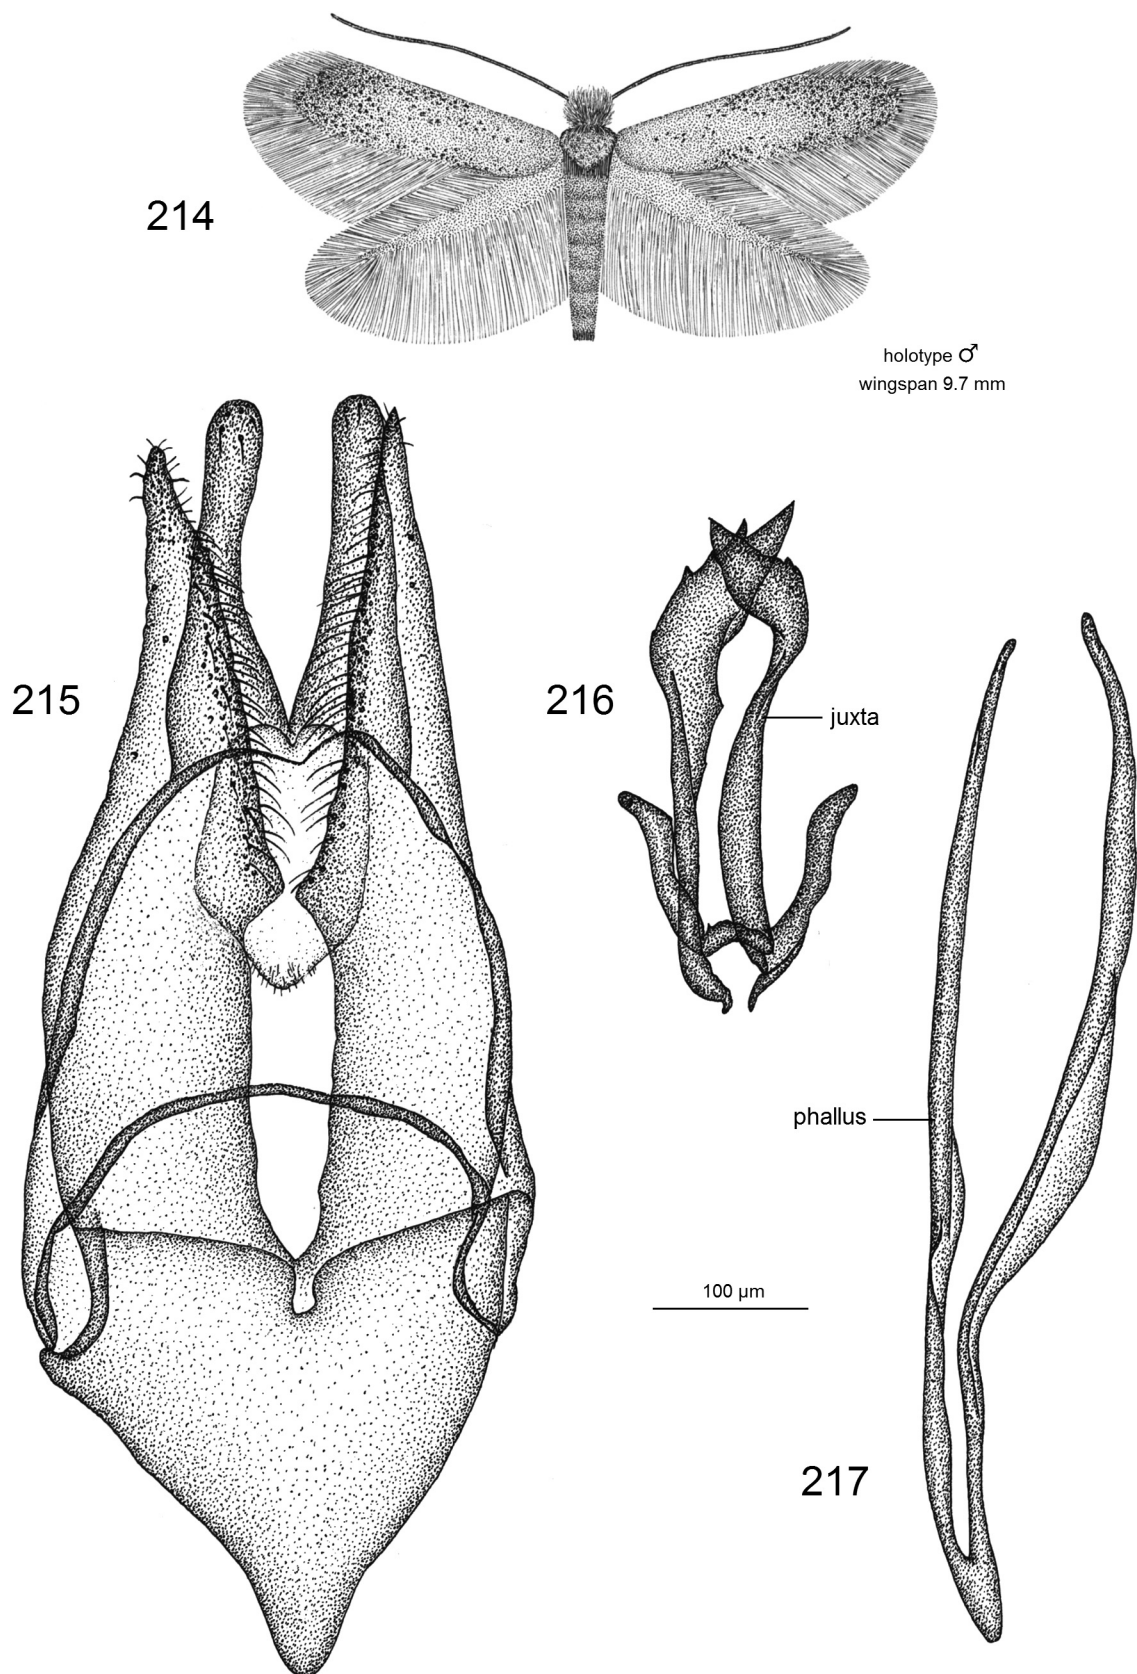 214
holotype ♂
wingspan 9.7 mm
215
216
juxta
phallus
100 µm
217